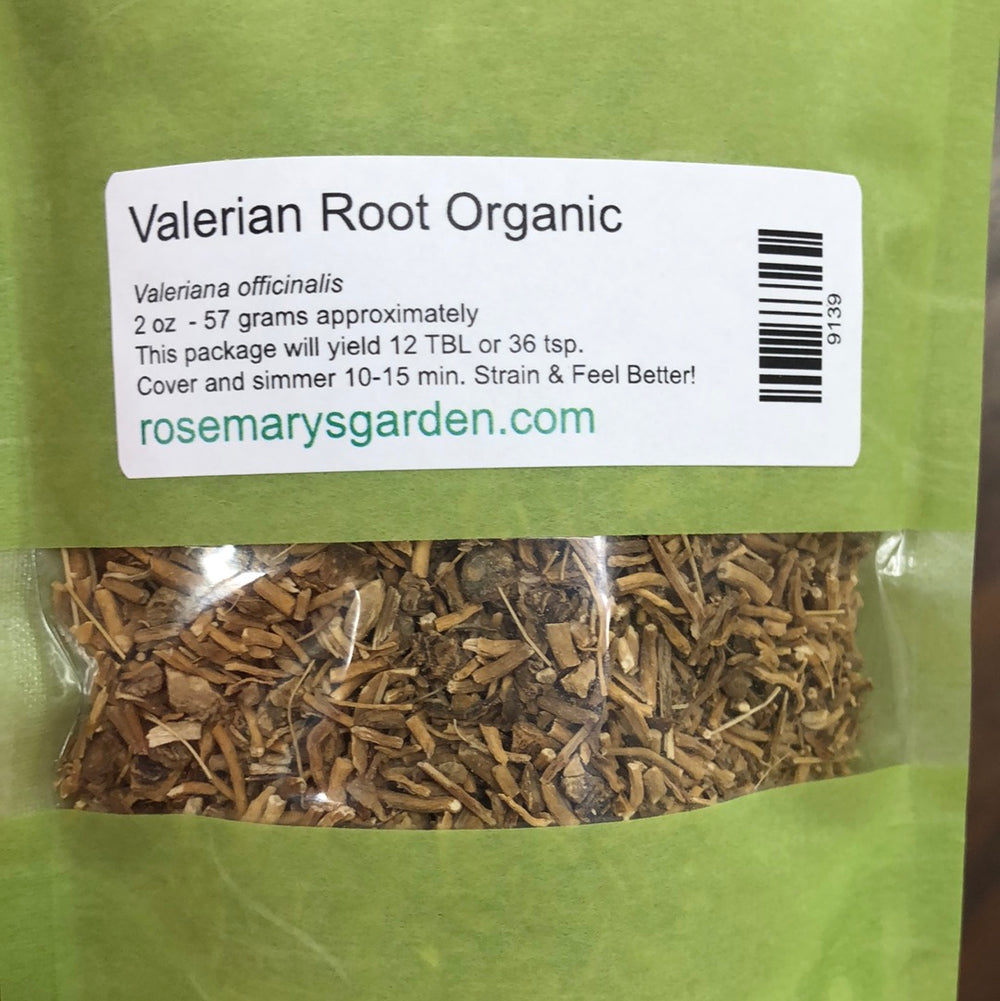 Valerian Root Organic
Valeriana officinalis
2 oz - 57 grams approximately
This package will yield 12 TBL or 36 tsp.
Cover and simmer 10-15 min. Strain & Feel Better!
rosemarysgarden.com
9139